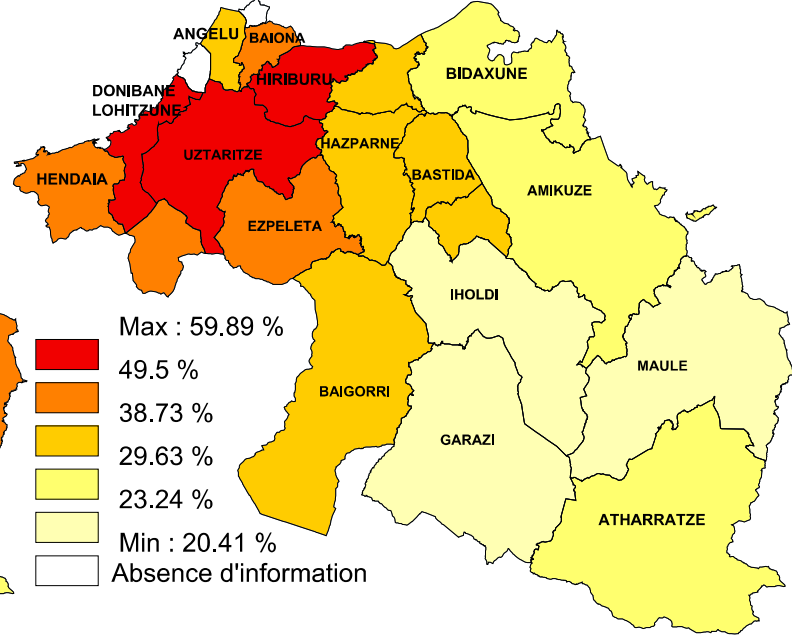 ANGELU
BAIONA
HIRIBURU
BIDAXUNE
DONIBANE
LOHITZUNE
UZTARITZE
HAZPARNE
HENDAIA
BASTIDA
AMIKUZE
EZPELETA
IHOLDI
MAULE
BAIGORRI
GARAZI
ATHARRATZE
Max : 59.89 %
49.5 %
38.73 %
29.63 %
23.24 %
Min : 20.41 %
Absence d'information